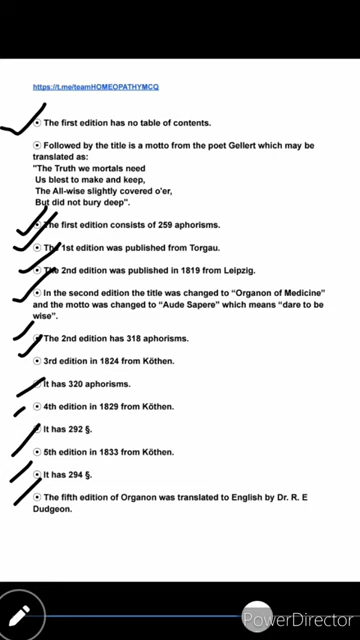 https://t.me/teamHOMEOPATHYMCQ
The first edition has no table of contents.
Followed by the title is a motto from the poet Gellert which may be
translated as:
"The Truth we mortals need
Us blest to make and keep,
The All-wise slightly covered o'er,
But did not bury deep".
The first edition consists of 259 aphorisms.
The 1st edition was published from Torgau.
The 2nd edition was published in 1819 from Leipzig.
In the second edition the title was changed to “Organon of Medicine”
and the motto was changed to “Aude Sapere” which means “dare to be
wise”.
The 2nd edition has 318 aphorisms.
3rd edition in 1824 from Köthen.
It has 320 aphorisms.
4th edition in 1829 from Köthen.
It has 292 §.
5th edition in 1833 from Köthen.
It has 294 §.
The fifth edition of Organon was translated to English by Dr. R. E
Dudgeon.
PowerDirector